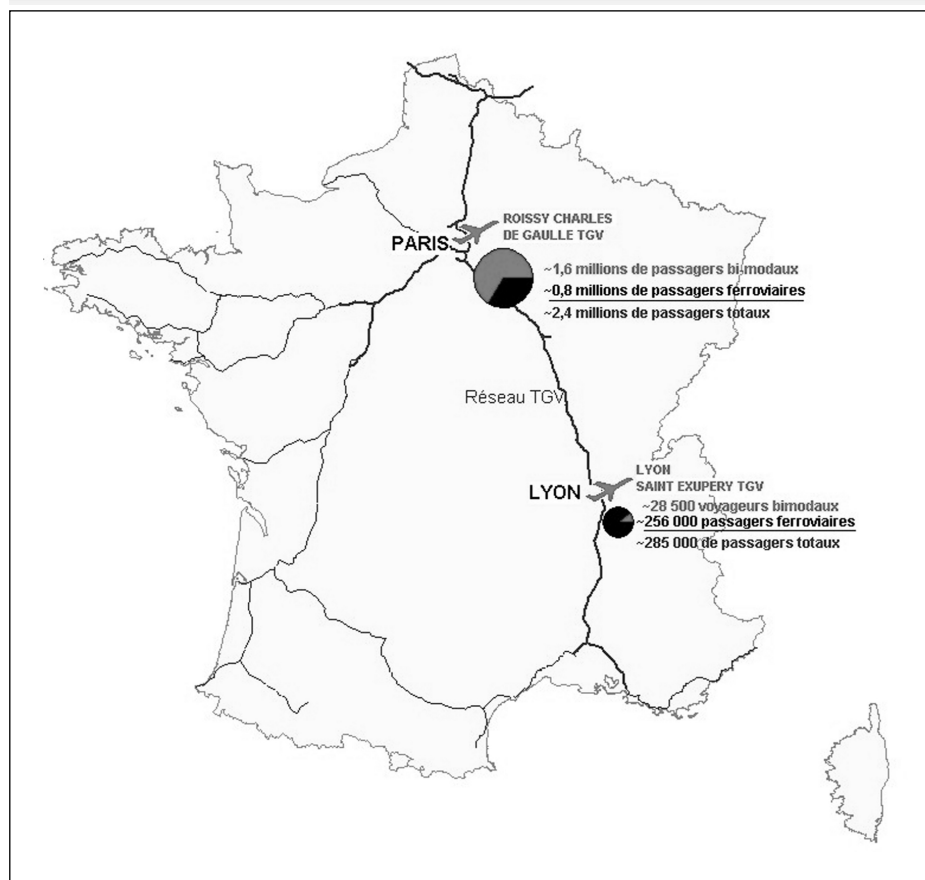 ROISSY CHARLES
DE GAULLE TGV
PARIS
~1,6 millions de passagers bi-modaux
~0,8 millions de passagers ferroviaires
~2,4 millions de passagers totaux
Réseau TGV
LYON
SAINT EXUPERY TGV
LYON
~28 500 voyageurs bimodaux
~256 000 passagers ferroviaires
~285 000 de passagers totaux